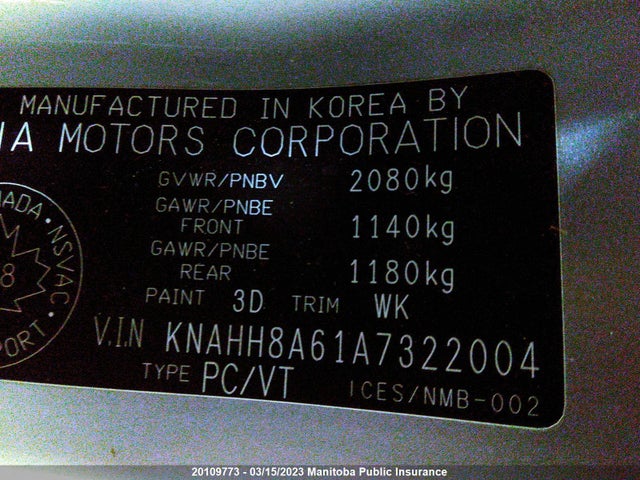 MANUFACTURED IN KOREA BY
IA MOTORS CORPORATION
GVWR/PNBV 2080kg
GAWR/PNBE
FRONT 1140kg
GAWR/PNBE
REAR 1180kg
PAINT 3D TRIM WK
V.I.N KNAHH8A61A7322004
TYPE PC/VT
ICES/NMB-002
NADA · NSVAC ·
8
PORT
20109773 - 03/15/2023 Manitoba Public Insurance